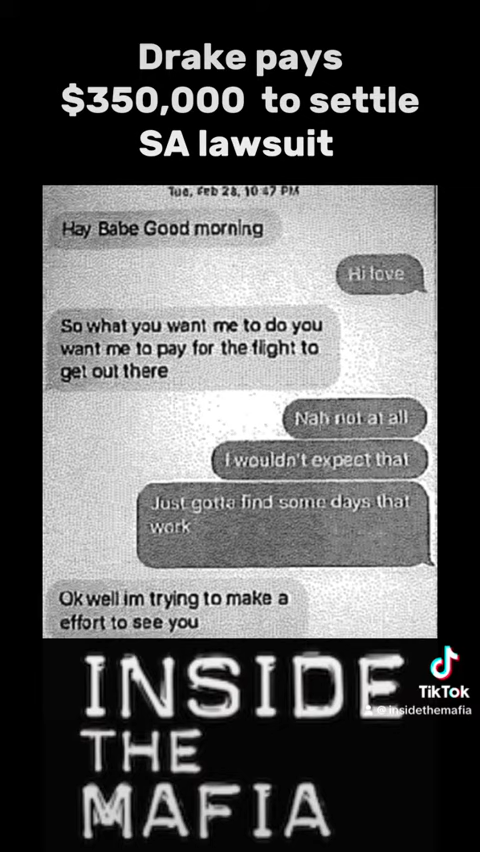 Drake pays
$350,000 to settle
SA lawsuit
Tue, Feb 28, 10:47 PM
Hay Babe Good morning
Hi love
So what you want me to do you
want me to pay for the flight to
get out there
Nah not at all
I wouldn't expect that
Just gotta find some days that
work
Ok well im trying to make a
effort to see you
INSIDE
THE
MAFIA
TikTok
@insidethemafia